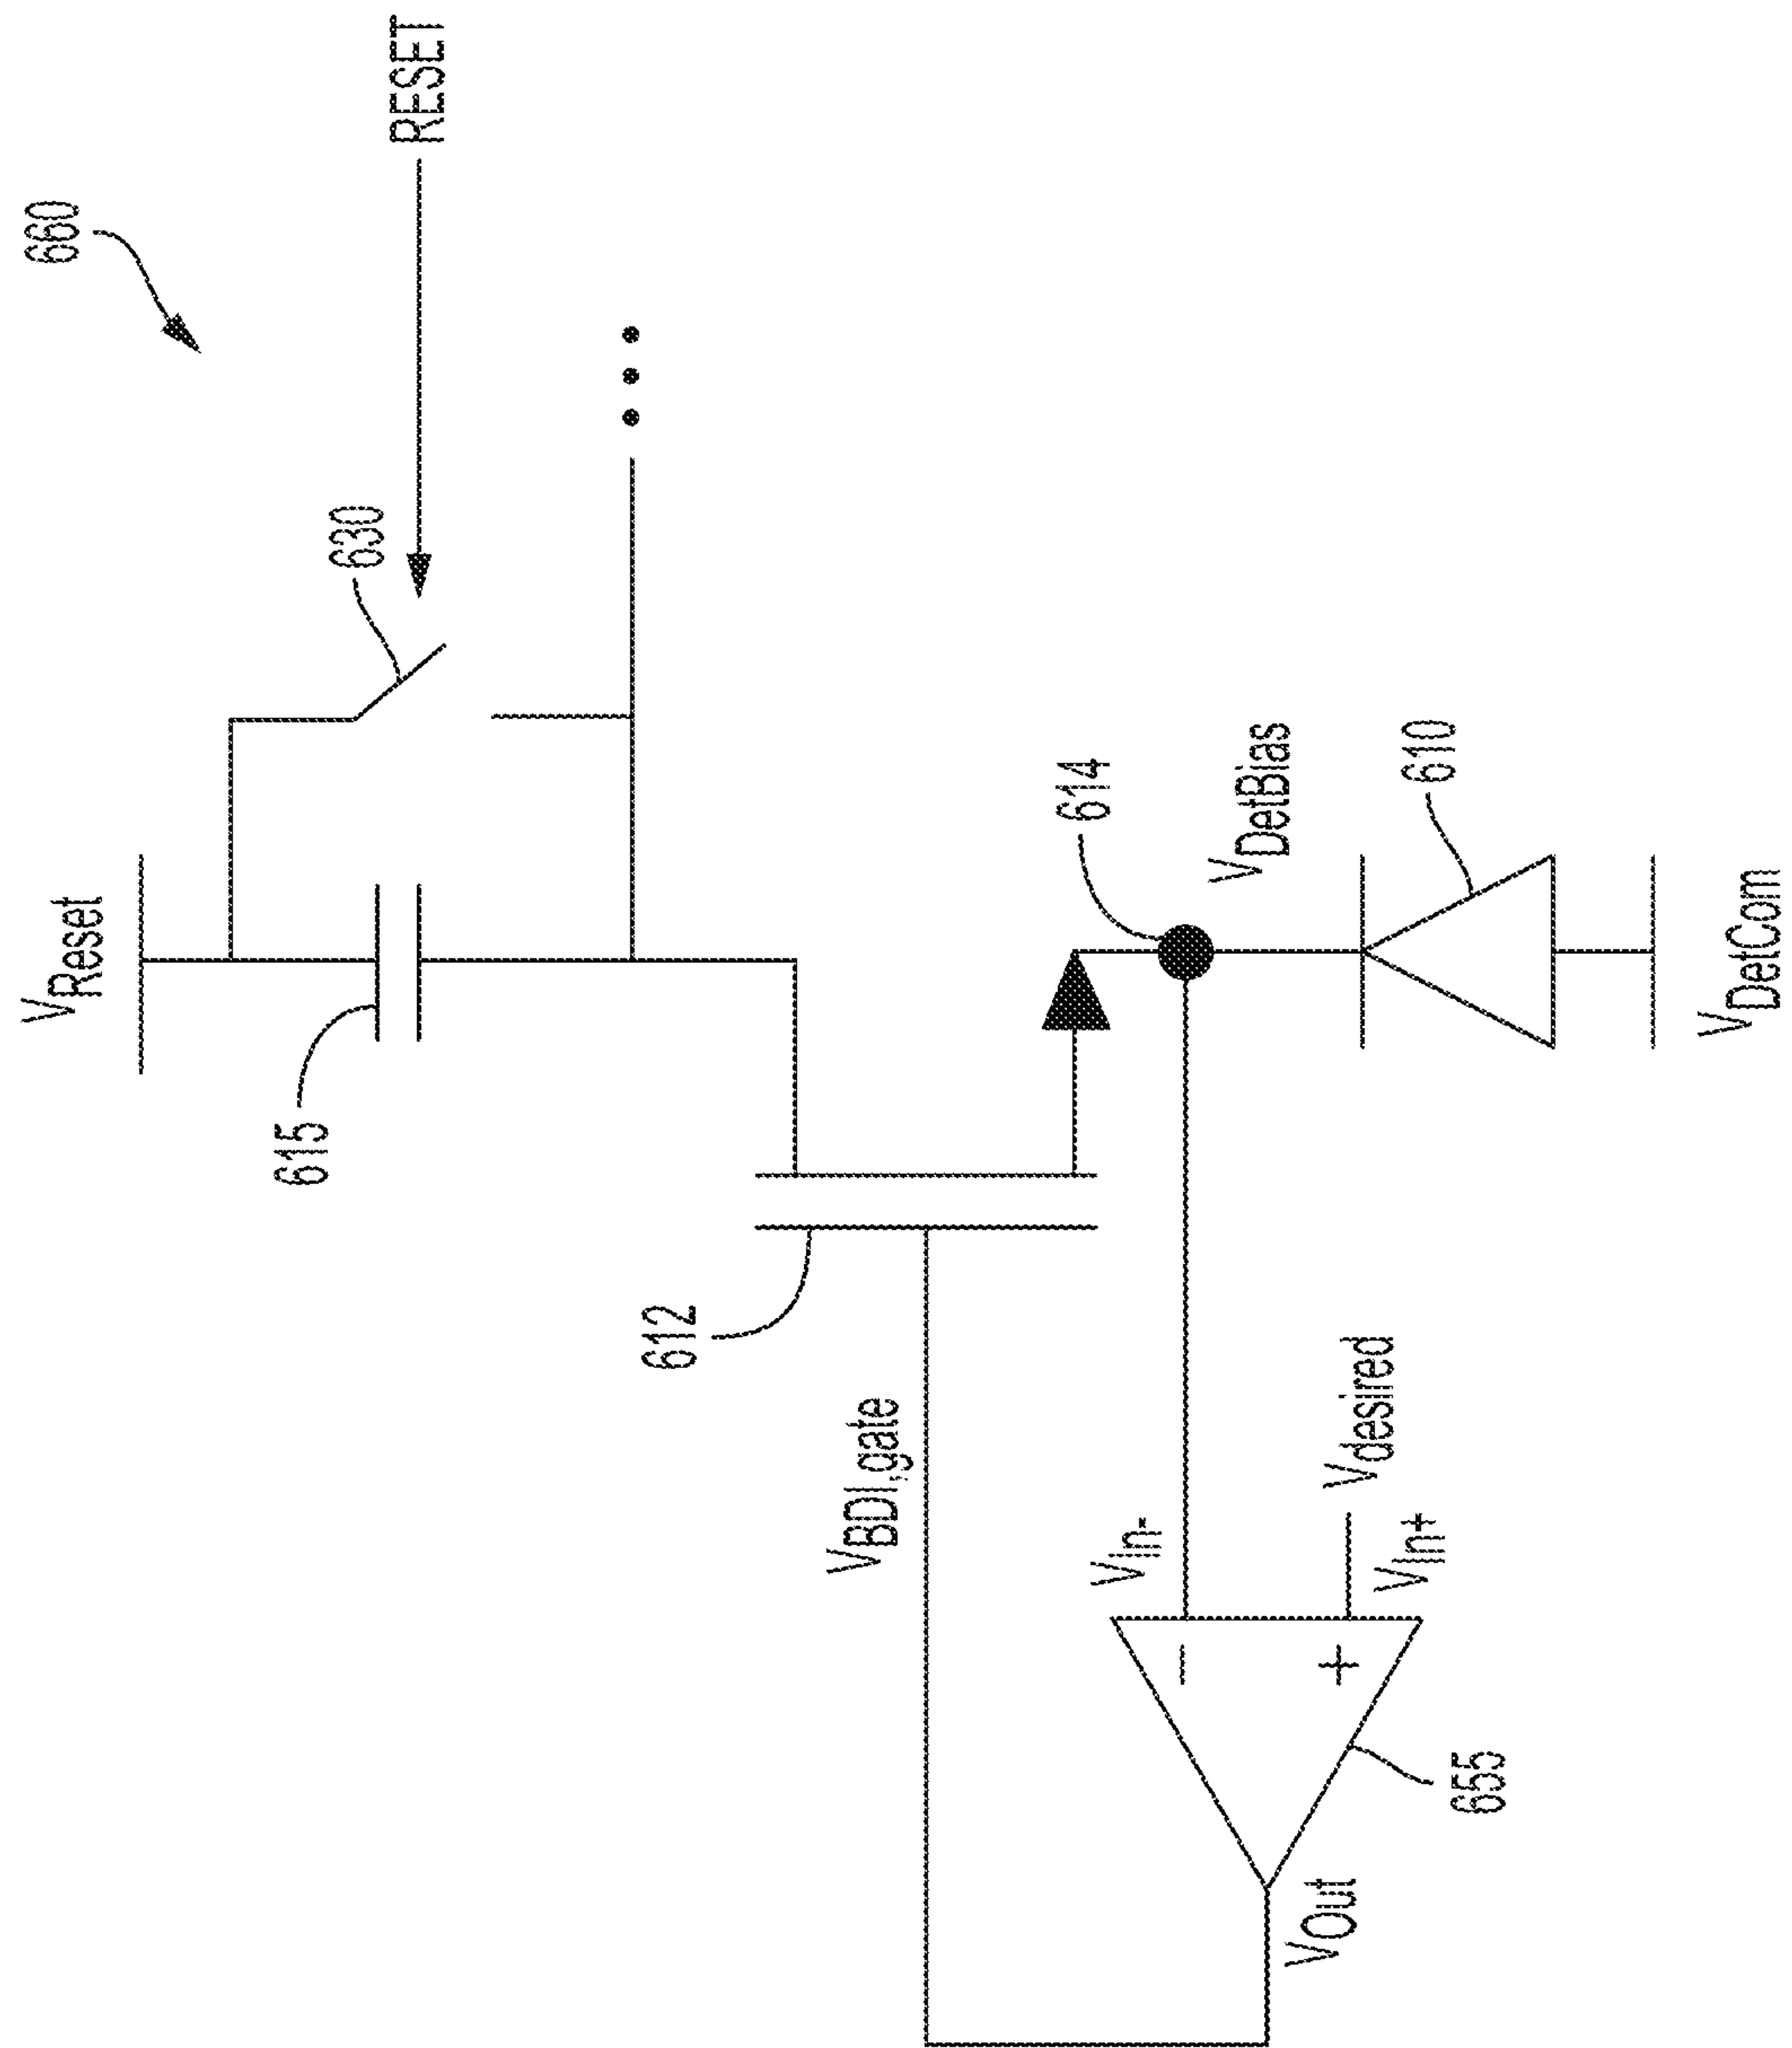 660
RESET
630
VReset
615
614
VDetBias
610
VDetCom
612
VBDI,gate
VIn-
VIn+
Vdesired
−
+
655
VOut